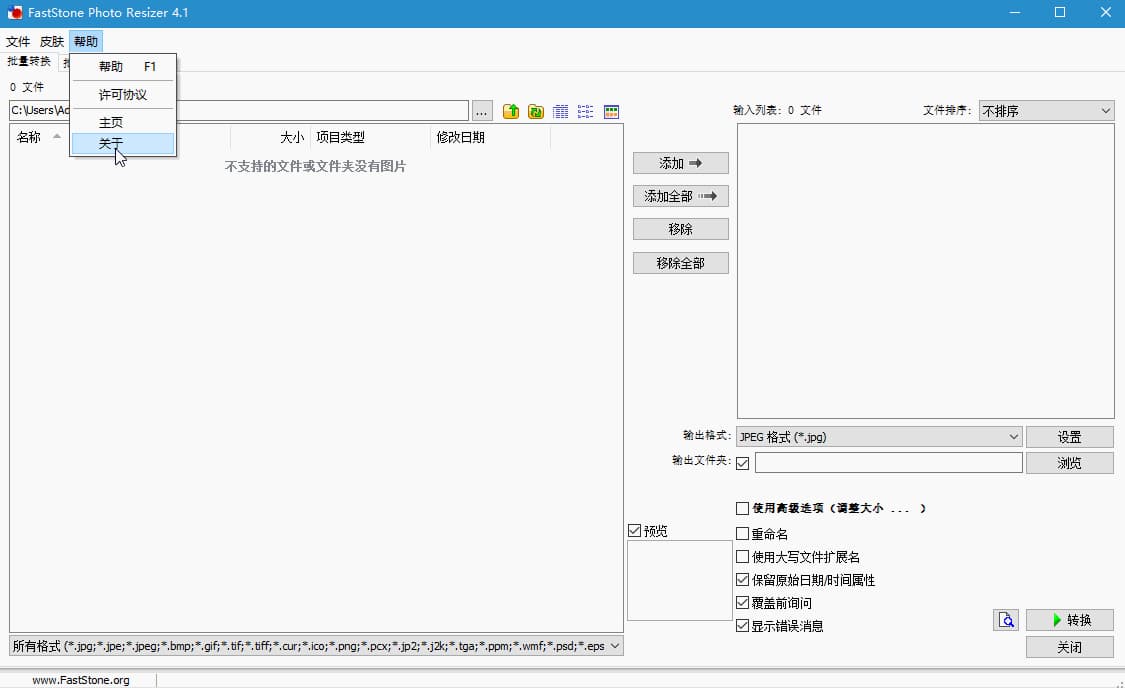 FastStone Photo Resizer 4.1
文件 皮肤 帮助
批量转换
帮助 F1
许可协议
主页
关于
0 文件
C:\Users\Ad
...
输入列表: 0 文件
文件排序: 不排序
名称 大小 项目类型 修改日期
不支持的文件或文件夹没有图片
添加
添加全部
移除
移除全部
输出格式: JPEG 格式 (*.jpg) 设置
输出文件夹: 浏览
使用高级选项 (调整大小 ... )
预览
重命名
使用大写文件扩展名
保留原始日期/时间属性
覆盖前询问
显示错误消息
转换
关闭
所有格式 (*.jpg;*.jpe;*.jpeg;*.bmp;*.gif;*.tif;*.tiff;*.cur;*.ico;*.png;*.pcx;*.jp2;*.j2k;*.tga;*.ppm;*.wmf;*.psd;*.eps
www.FastStone.org